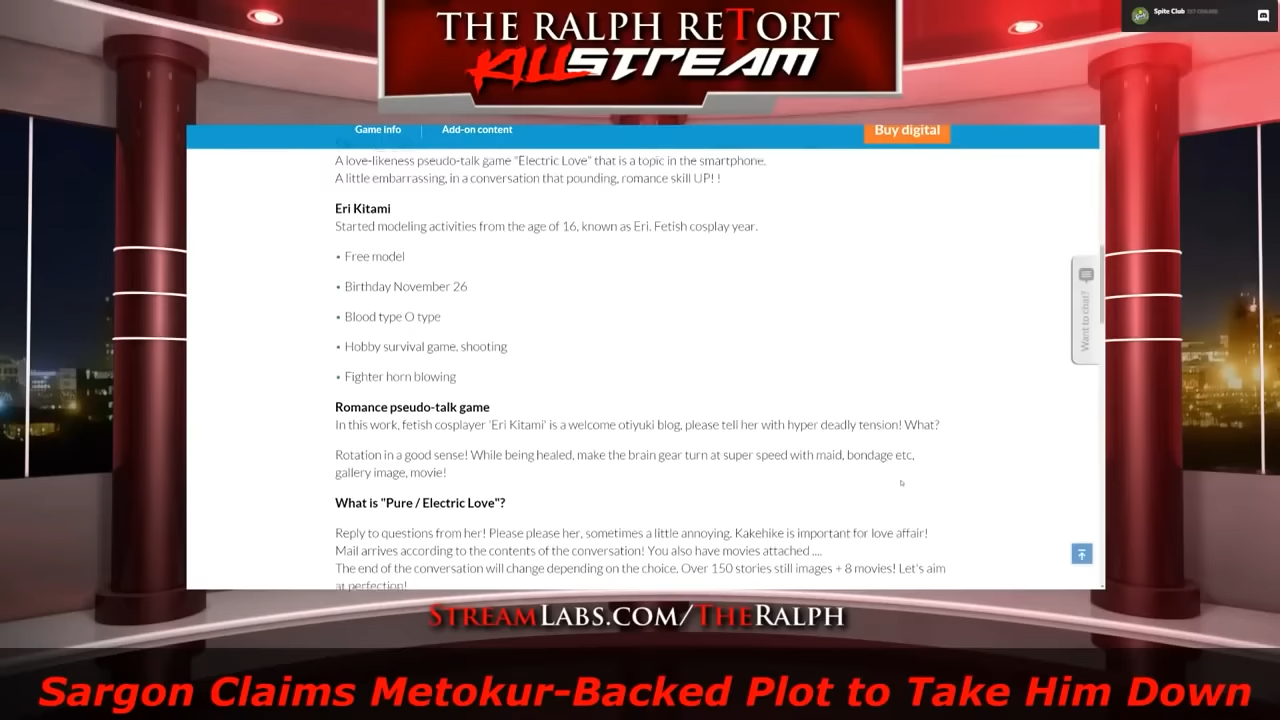 THE RALPH RETORT
KILLSTREAM
Spite Club
Game Info
Add-on content
Buy digital
A love-likeness pseudo-talk game "Electric Love" that is a topic in the smartphone.
A little embarrassing, in a conversation that pounding, romance skill UP! !
Eri Kitami
Started modeling activities from the age of 16, known as Eri. Fetish cosplay year.
• Free model
• Birthday November 26
• Blood type O type
• Hobby survival game, shooting
• Fighter horn blowing
Romance pseudo-talk game
In this work, fetish cosplayer 'Eri Kitami' is a welcome otiyuki blog, please tell her with hyper deadly tension! What?
Rotation in a good sense! While being healed, make the brain gear turn at super speed with maid, bondage etc,
gallery image, movie!
What is "Pure / Electric Love"?
Reply to questions from her! Please please her, sometimes a little annoying. Kakehike is important for love affair!
Mail arrives according to the contents of the conversation! You also have movies attached ....
The end of the conversation will change depending on the choice. Over 150 stories still images + 8 movies! Let's aim
at perfection!
Want to chat?
STREAMLABS.COM/THERALPH
Sargon Claims Metokur-Backed Plot to Take Him Down